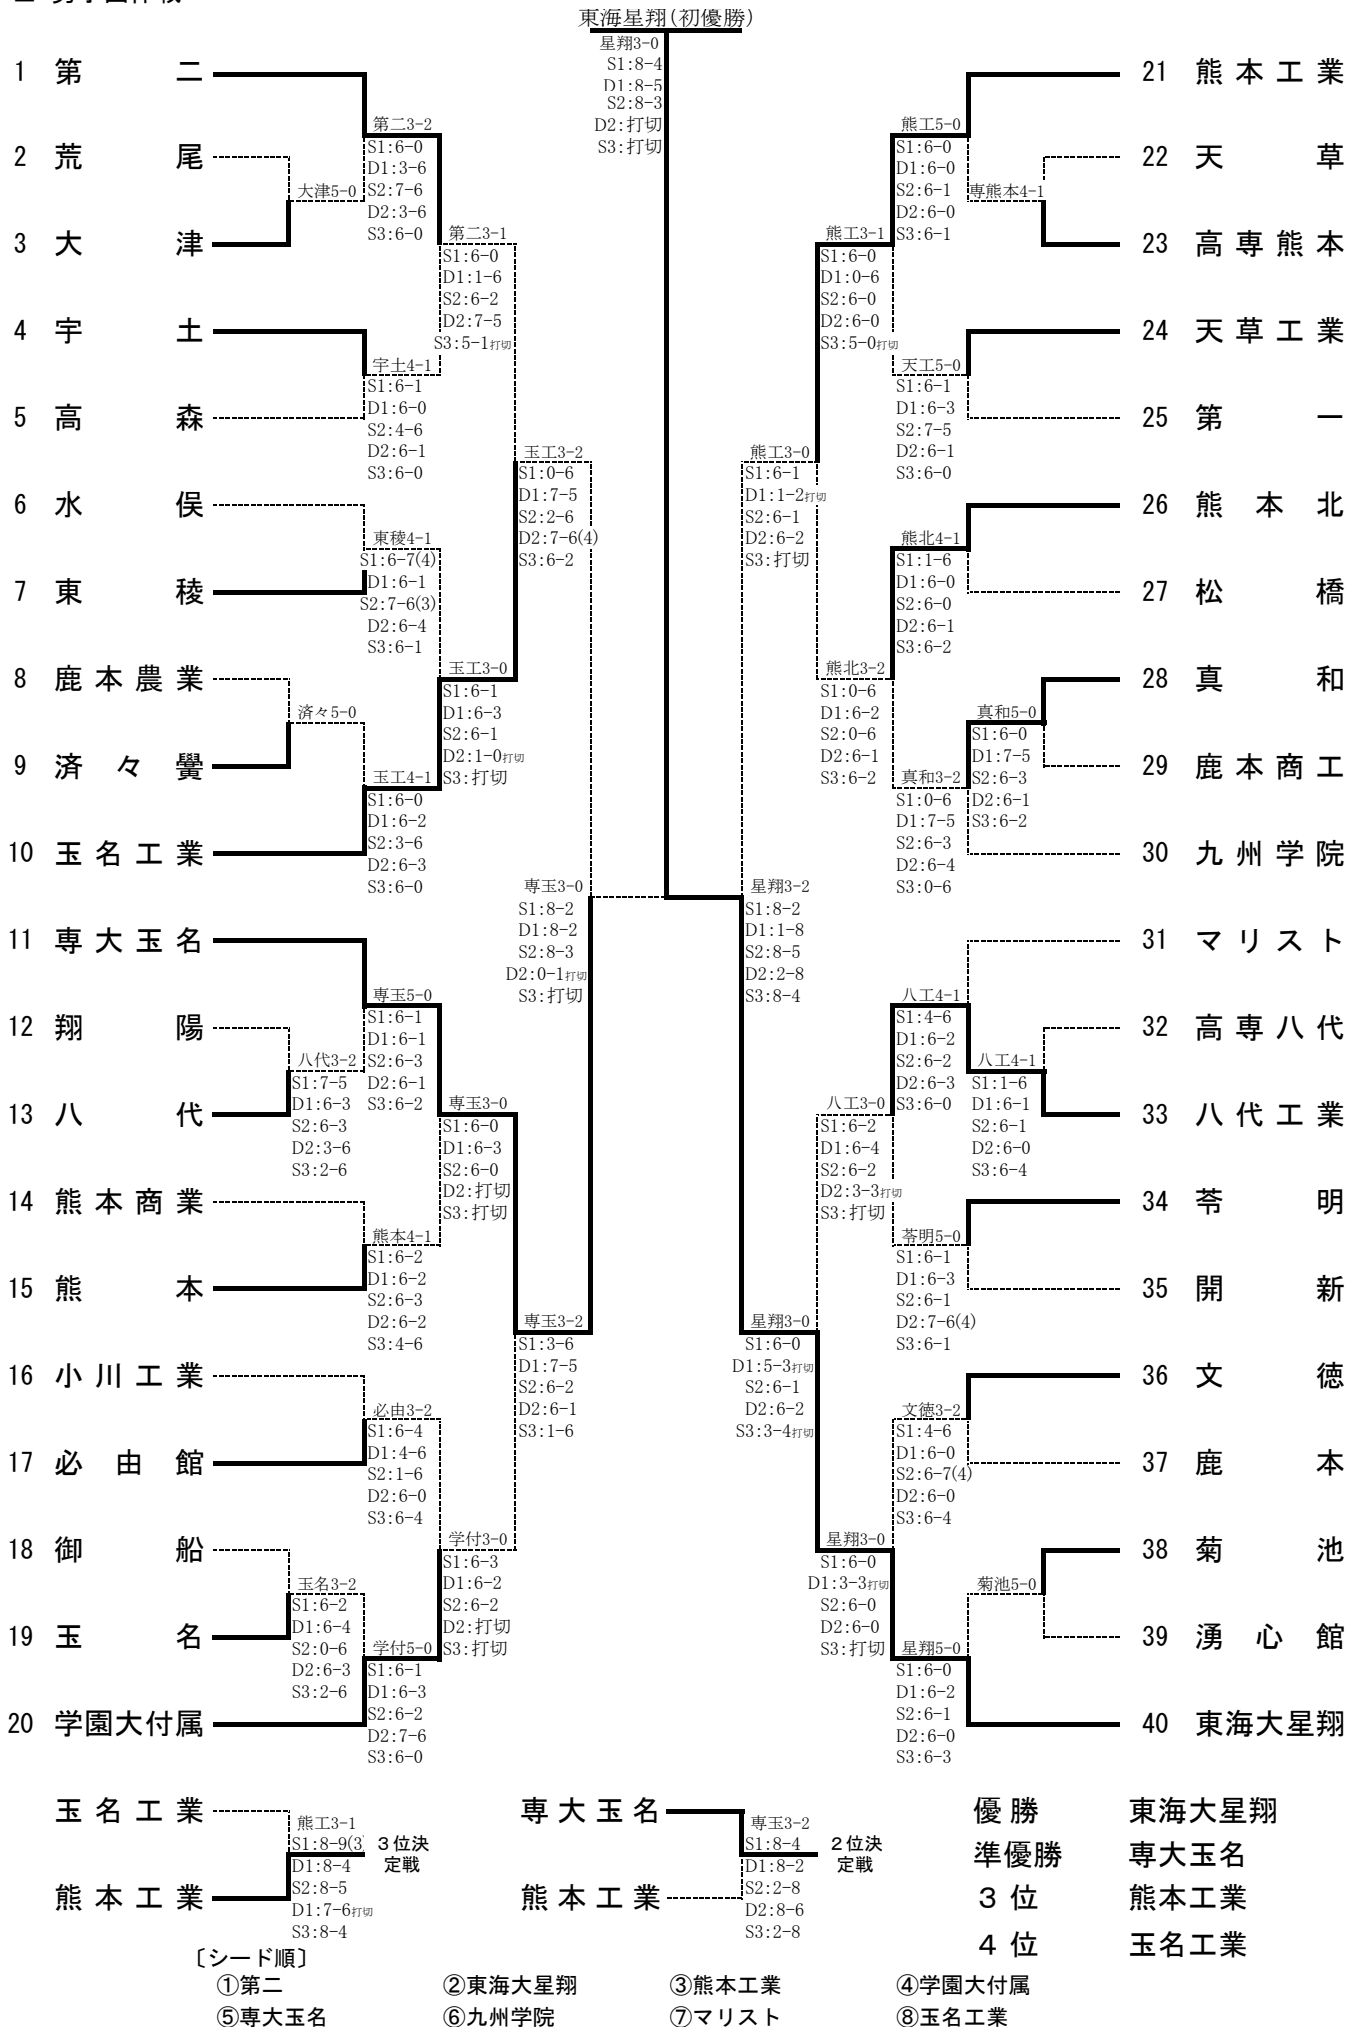 東海星翔(初優勝)
星翔3-0
S1:8-4
D1:8-5
S2:8-3
D2:打切
S3:打切
1 第二
2 荒尾
3 大津
4 宇土
5 高森
6 水俣
7 東稜
8 鹿本農業
9 済々黌
10 玉名工業
11 専大玉名
12 翔陽
13 八代
14 熊本商業
15 熊本
16 小川工業
17 必由館
18 御船
19 玉名
20 学園大付属
大津5-0
済々5-0
八代3-2
S1:7-5
D1:6-3
S2:6-3
D2:3-6
S3:2-6
玉名3-2
S1:6-2
D1:6-4
S2:0-6
D2:6-3
S3:2-6
第二3-2
S1:6-0
D1:3-6
S2:7-6
D2:3-6
S3:6-0
宇土4-1
S1:6-1
D1:6-0
S2:4-6
D2:6-1
S3:6-0
東稜4-1
S1:6-7(4)
D1:6-1
S2:7-6(3)
D2:6-4
S3:6-1
玉工4-1
S1:6-0
D1:6-2
S2:3-6
D2:6-3
S3:6-0
専玉5-0
S1:6-1
D1:6-1
S2:6-3
D2:6-1
S3:6-2
熊本4-1
S1:6-2
D1:6-2
S2:6-3
D2:6-2
S3:4-6
必由3-2
S1:6-4
D1:4-6
S2:1-6
D2:6-0
S3:6-4
学付5-0
S1:6-1
D1:6-3
S2:6-2
D2:7-6
S3:6-0
第二3-1
S1:6-0
D1:1-6
S2:6-2
D2:7-5
S3:5-1打切
玉工3-0
S1:6-1
D1:6-3
S2:6-1
D2:1-0打切
S3:打切
専玉3-0
S1:6-0
D1:6-3
S2:6-0
D2:打切
S3:打切
学付3-0
S1:6-3
D1:6-2
S2:6-2
D2:打切
S3:打切
玉工3-2
S1:0-6
D1:7-5
S2:2-6
D2:7-6(4)
S3:6-2
専玉3-2
S1:3-6
D1:7-5
S2:6-2
D2:6-1
S3:1-6
専玉3-0
S1:8-2
D1:8-2
S2:8-3
D2:0-1打切
S3:打切
星翔3-2
S1:8-2
D1:1-8
S2:8-5
D2:2-8
S3:8-4
熊工3-0
S1:6-1
D1:1-2打切
S2:6-1
D2:6-2
S3:打切
星翔3-0
S1:6-0
D1:5-3打切
S2:6-1
D2:6-2
S3:3-4打切
熊工3-1
S1:6-0
D1:0-6
S2:6-0
D2:6-0
S3:5-0打切
熊北3-2
S1:0-6
D1:6-2
S2:0-6
D2:6-1
S3:6-2
八工3-0
S1:6-2
D1:6-4
S2:6-2
D2:3-3打切
S3:打切
星翔3-0
S1:6-0
D1:3-3打切
S2:6-0
D2:6-0
S3:打切
熊工5-0
S1:6-0
D1:6-0
S2:6-1
D2:6-0
S3:6-1
天工5-0
S1:6-1
D1:6-3
S2:7-5
D2:6-1
S3:6-0
熊北4-1
S1:1-6
D1:6-0
S2:6-0
D2:6-1
S3:6-2
真和3-2
S1:0-6
D1:7-5
S2:6-3
D2:6-4
S3:0-6
八工4-1
S1:4-6
D1:6-2
S2:6-2
D2:6-3
S3:6-0
苓明5-0
S1:6-1
D1:6-3
S2:6-1
D2:7-6(4)
S3:6-1
文徳3-2
S1:4-6
D1:6-0
S2:6-7(4)
D2:6-0
S3:6-4
星翔5-0
S1:6-0
D1:6-2
S2:6-1
D2:6-0
S3:6-3
専熊本4-1
真和5-0
S1:6-0
D1:7-5
S2:6-3
D2:6-1
S3:6-2
八工4-1
S1:1-6
D1:6-1
S2:6-1
D2:6-0
S3:6-4
菊池5-0
21 熊本工業
22 天草
23 高専熊本
24 天草工業
25 第一
26 熊本北
27 松橋
28 真和
29 鹿本商工
30 九州学院
31 マリスト
32 高専八代
33 八代工業
34 苓明
35 開新
36 文徳
37 鹿本
38 菊池
39 湧心館
40 東海大星翔
玉名工業
熊本工業
熊工3-1
S1:8-9(3)
D1:8-4
S2:8-5
D1:7-6打切
S3:8-4
3位決
定戦
専大玉名
熊本工業
専玉3-2
S1:8-4
D1:8-2
S2:2-8
D2:8-6
S3:2-8
2位決
定戦
優勝 東海大星翔
準優勝 専大玉名
3位 熊本工業
4位 玉名工業
〔シード順〕
①第二 ②東海大星翔 ③熊本工業 ④学園大付属
⑤専大玉名 ⑥九州学院 ⑦マリスト ⑧玉名工業